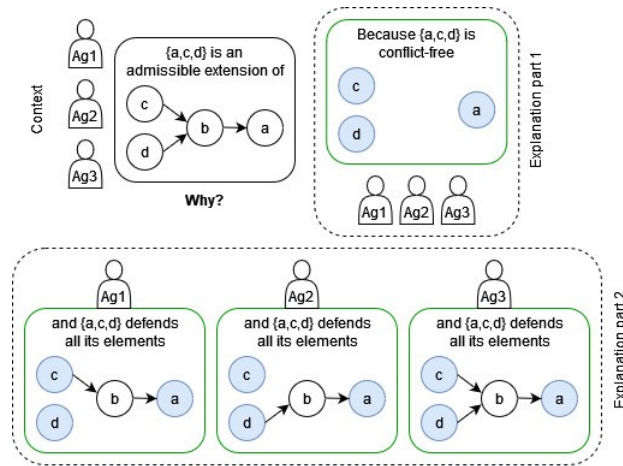 Context
Ag1
Ag2
Ag3
{a,c,d} is an
admissible extension of
c
d
b
a
Why?
Because {a,c,d} is
conflict-free
c
d
a
Ag1
Ag2
Ag3
Explanation part 1
Ag1
and {a,c,d} defends
all its elements
c
b
a
d
Ag2
and {a,c,d} defends
all its elements
c
b
a
d
Ag3
and {a,c,d} defends
all its elements
c
b
a
d
Explanation part 2